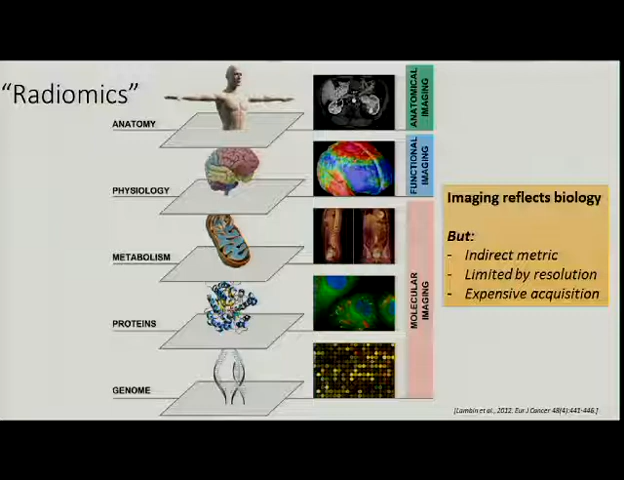 “Radiomics”
ANATOMY
PHYSIOLOGY
METABOLISM
PROTEINS
GENOME
ANATOMICAL
IMAGING
FUNCTIONAL
IMAGING
MOLECULAR
IMAGING
Imaging reflects biology
But:
- Indirect metric
- Limited by resolution
- Expensive acquisition
[Lambin et al., 2012. Eur J Cancer 48(4):441-446.]